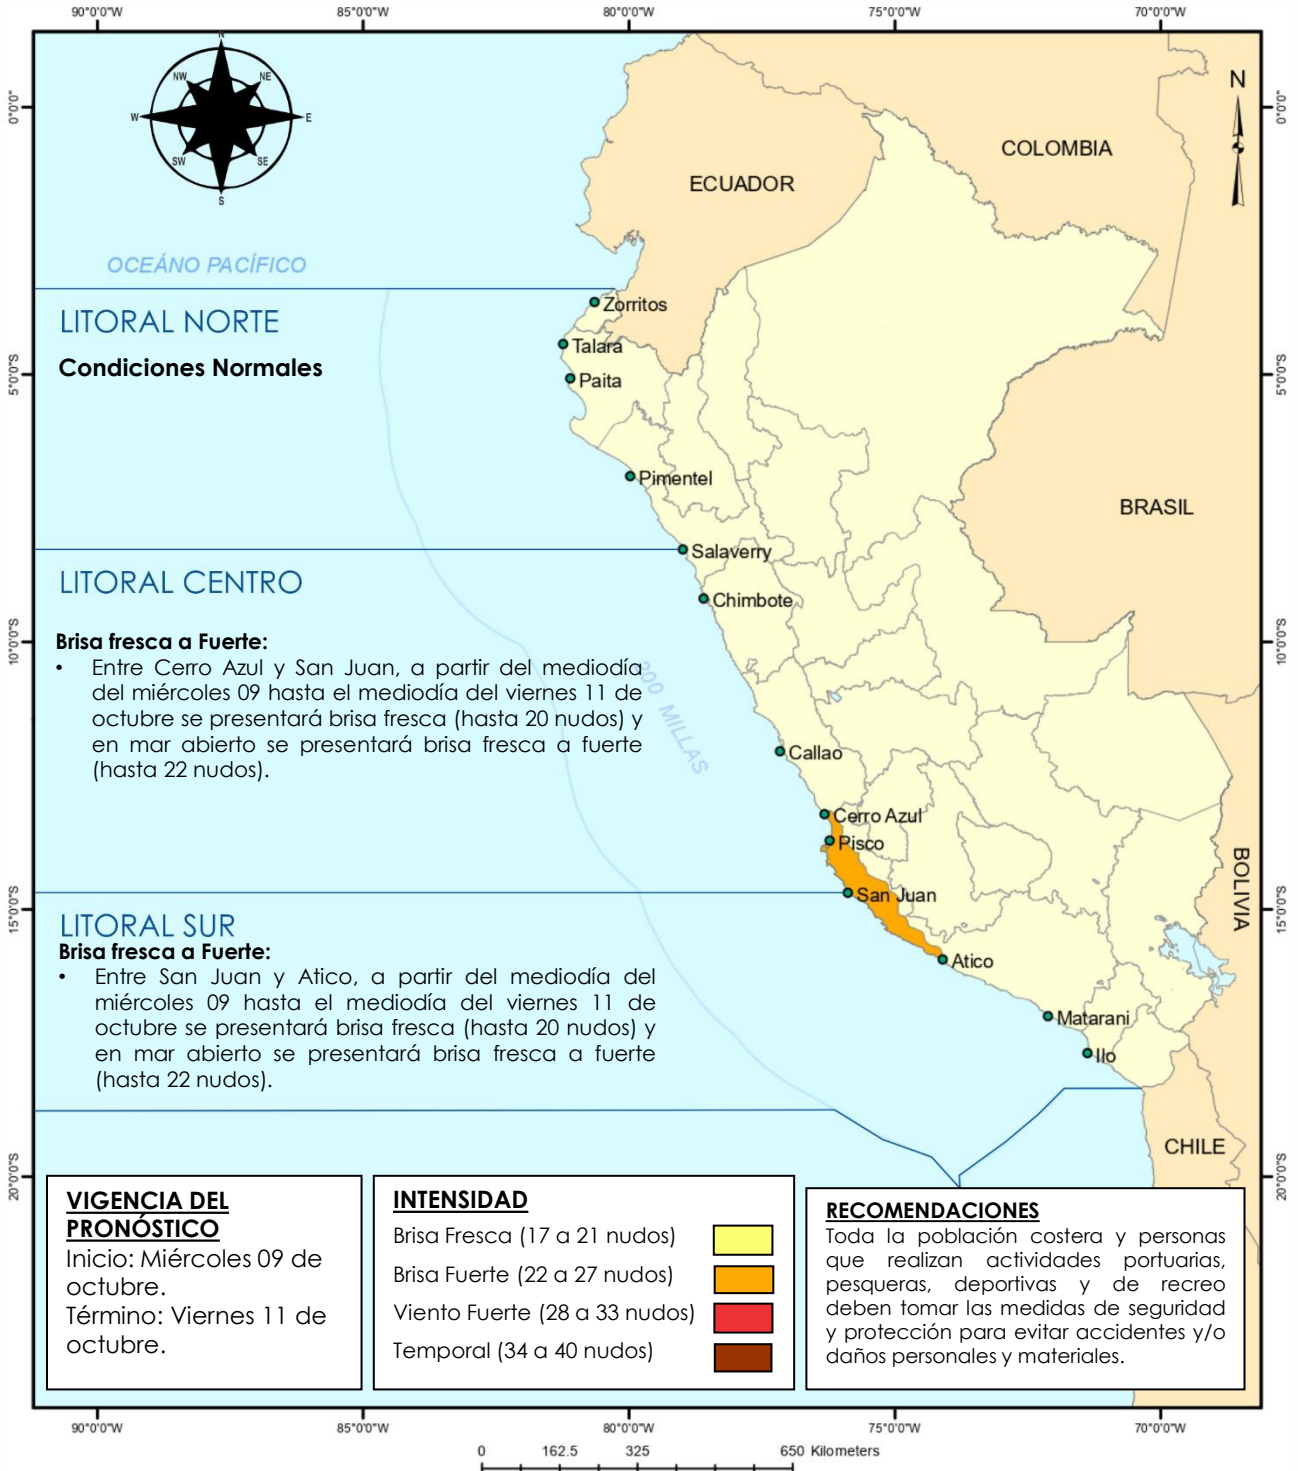 90°0'0"W 85°0'0"W 80°0'0"W 75°0'0"W 70°0'0"W
N
NW NE
W E
SW SE
S
N
0°0'0" 0°0'0"
COLOMBIA
ECUADOR
OCEÁNO PACÍFICO
LITORAL NORTE
Condiciones Normales
Zorritos
Talara
Paita
5°0'0"S 5°0'0"S
Pimentel
BRASIL
Salaverry
LITORAL CENTRO
Chimbote
Brisa fresca a Fuerte:
• Entre Cerro Azul y San Juan, a partir del mediodía
del miércoles 09 hasta el mediodía del viernes 11 de
octubre se presentará brisa fresca (hasta 20 nudos) y
en mar abierto se presentará brisa fresca a fuerte
(hasta 22 nudos).
10°0'0"S 10°0'0"S
200 MILLAS
Callao
Cerro Azul
Pisco
San Juan
BOLIVIA
15°0'0"S 15°0'0"S
LITORAL SUR
Brisa fresca a Fuerte:
• Entre San Juan y Atico, a partir del mediodía del
miércoles 09 hasta el mediodía del viernes 11 de
octubre se presentará brisa fresca (hasta 20 nudos) y
en mar abierto se presentará brisa fresca a fuerte
(hasta 22 nudos).
Atico
Matarani
Ilo
CHILE
20°0'0"S 20°0'0"S
VIGENCIA DEL
PRONÓSTICO
Inicio: Miércoles 09 de
octubre.
Término: Viernes 11 de
octubre.
INTENSIDAD
Brisa Fresca (17 a 21 nudos)
Brisa Fuerte (22 a 27 nudos)
Viento Fuerte (28 a 33 nudos)
Temporal (34 a 40 nudos)
RECOMENDACIONES
Toda la población costera y personas
que realizan actividades portuarias,
pesqueras, deportivas y de recreo
deben tomar las medidas de seguridad
y protección para evitar accidentes y/o
daños personales y materiales.
90°0'0"W 85°0'0"W 80°0'0"W 75°0'0"W 70°0'0"W
0 162.5 325 650 Kilometers